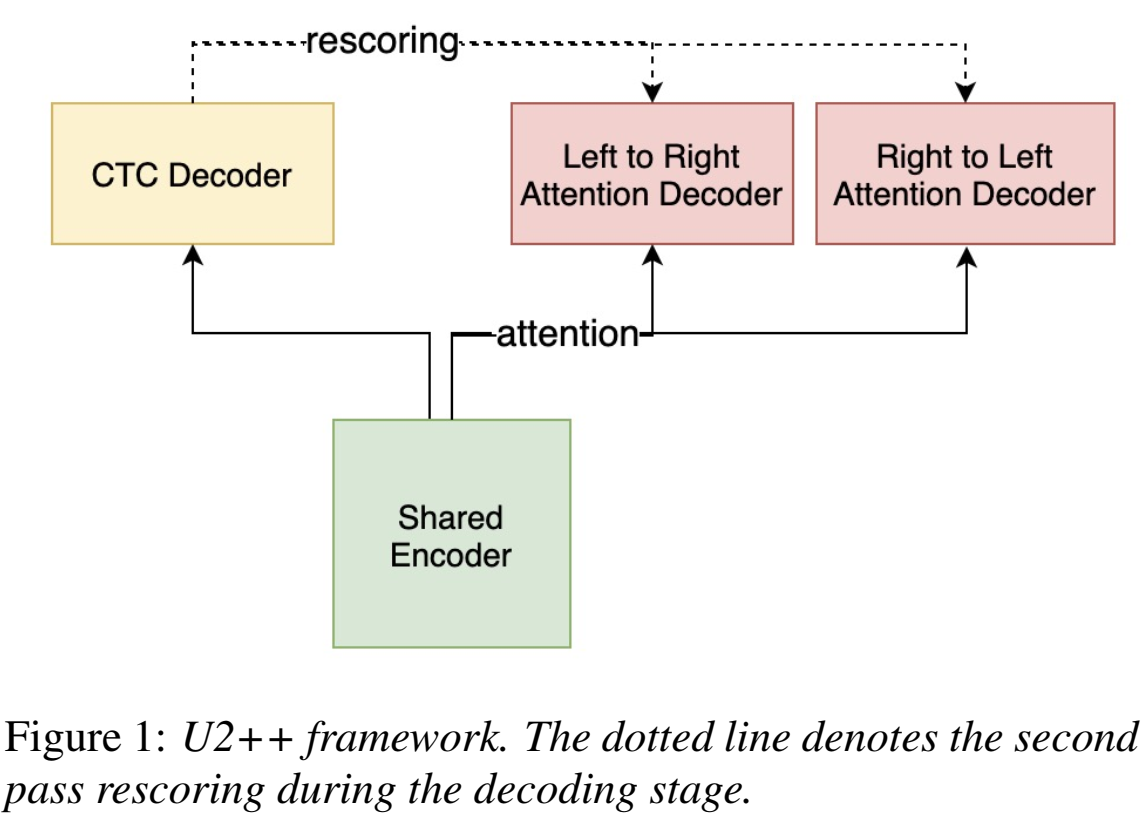 rescoring
CTC Decoder
Left to Right
Attention Decoder
Right to Left
Attention Decoder
attention
Shared
Encoder
Figure 1: U2++ framework. The dotted line denotes the second
pass rescoring during the decoding stage.